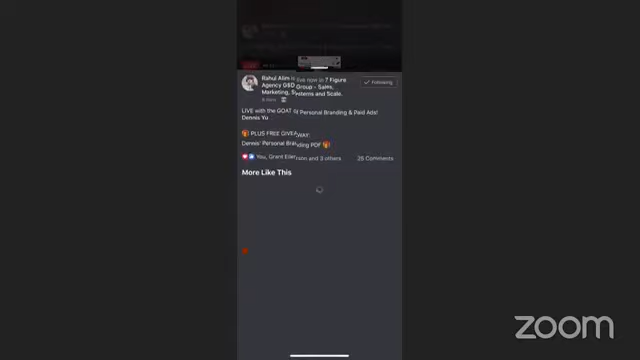 Rahul Alim is live now in 7 Figure
Agency GSD Group - Sales,
Marketing, Systems and Scale.
Following
LIVE with the GOAT of Personal Branding & Paid Ads!
Dennis Yu
🎁 PLUS FREE GIVEAWAY:
Dennis' Personal Branding PDF 🎁
You, Grant and 3 others
25 Comments
More Like This
zoom